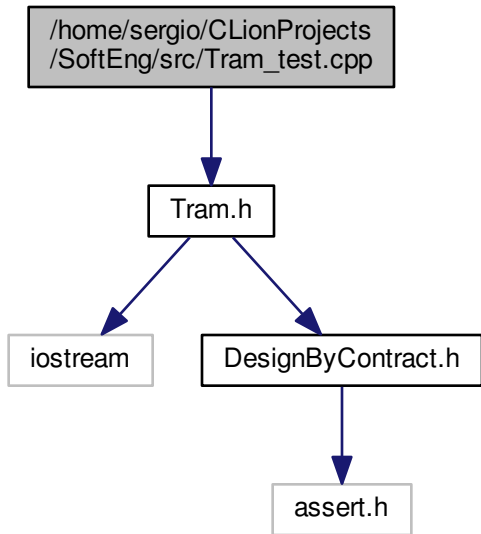 /home/sergio/CLionProjects
/SoftEng/src/Tram_test.cpp
Tram.h
iostream
DesignByContract.h
assert.h